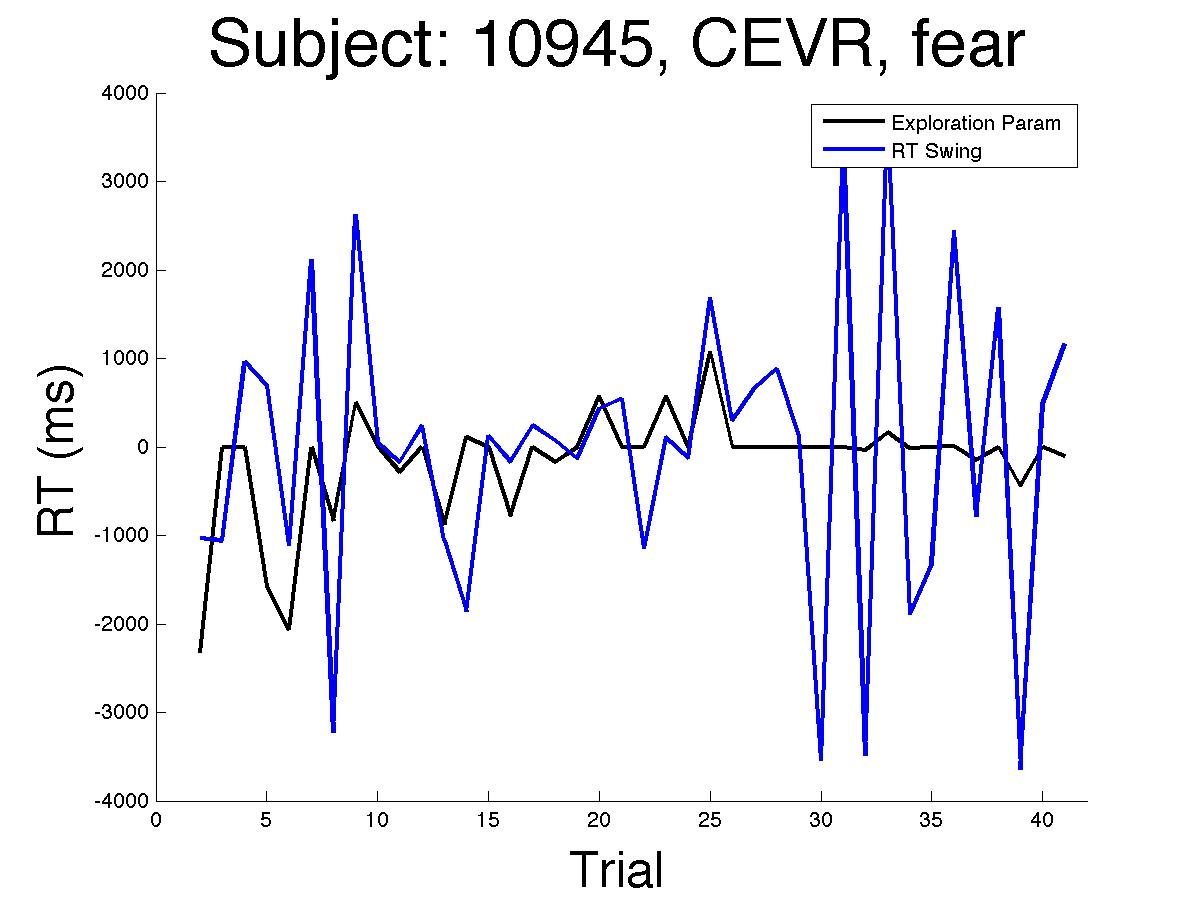 Subject: 10945, CEVR, fear
4000
3000
2000
1000
0
-1000
-2000
-3000
-4000
RT (ms)
Exploration Param
RT Swing
0 5 10 15 20 25 30 35 40
Trial